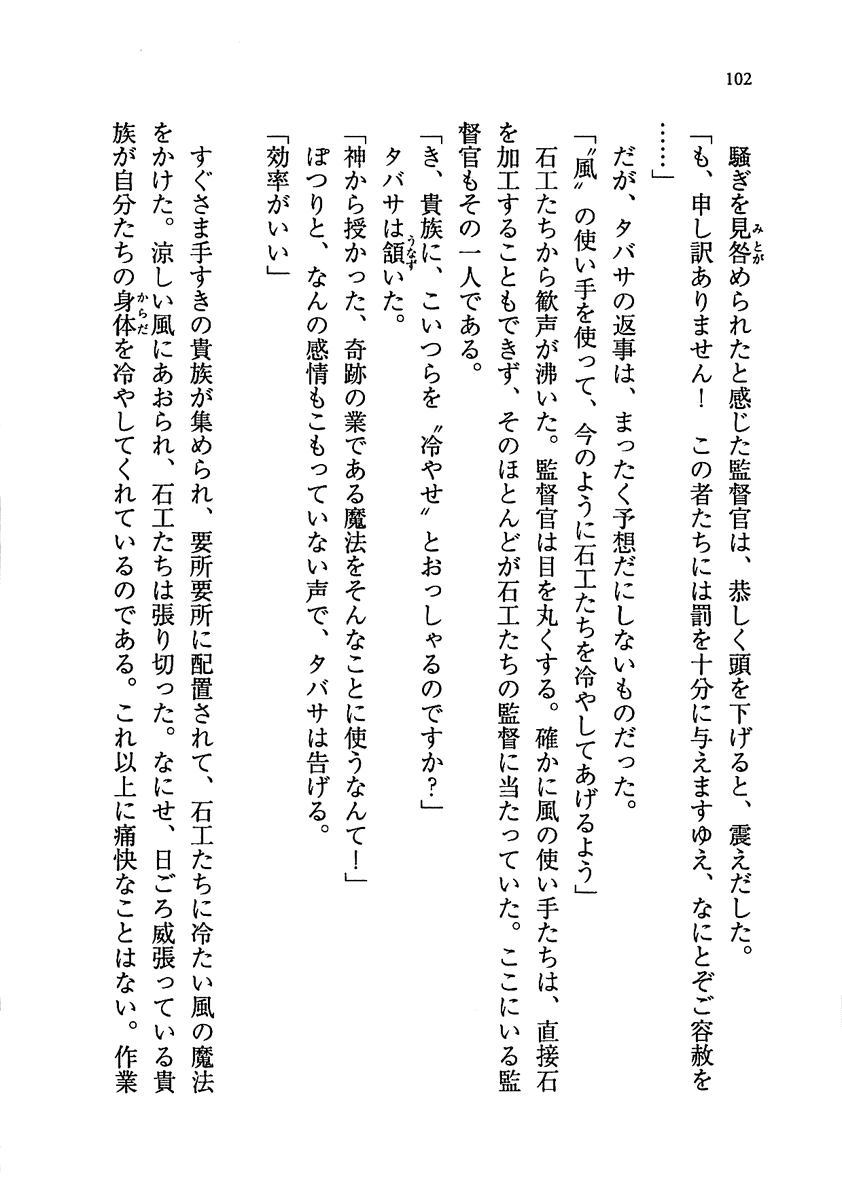 102
騒ぎを見咎められたと感じた監督官は、恭しく頭を下げると、震えだした。
「も、申し訳ありません！　この者たちには罰を十分に与えますゆえ、なにとぞご容赦を
……」
だが、タバサの返事は、まったく予想だにしないものだった。
「〝風〟の使い手を使って、今のように石工たちを冷やしてあげるよう」
石工たちから歓声が沸いた。監督官は目を丸くする。確かに風の使い手たちは、直接石
を加工することもできず、そのほとんどが石工たちの監督に当たっていた。ここにいる監
督官もその一人である。
「き、貴族に、こいつらを〝冷やせ〟とおっしゃるのですか？」
タバサは頷いた。
「神から授かった、奇跡の業である魔法をそんなことに使うなんて！」
ぽつりと、なんの感情もこもっていない声で、タバサは告げる。
「効率がいい」
すぐさま手すきの貴族が集められ、要所要所に配置されて、石工たちに冷たい風の魔法
をかけた。涼しい風にあおられ、石工たちは張り切った。なにせ、日ごろ威張っている貴
族が自分たちの身体を冷やしてくれているのである。これ以上に痛快なことはない。作業